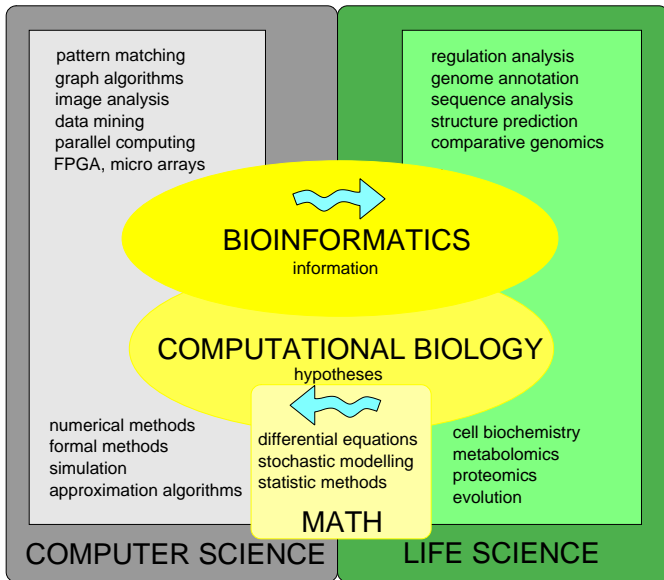 pattern matching
graph algorithms
image analysis
data mining
parallel computing
FPGA, micro arrays
regulation analysis
genome annotation
sequence analysis
structure prediction
comparative genomics
BIOINFORMATICS
information
COMPUTATIONAL BIOLOGY
hypotheses
numerical methods
formal methods
simulation
approximation algorithms
differential equations
stochastic modelling
statistic methods
MATH
cell biochemistry
metabolomics
proteomics
evolution
COMPUTER SCIENCE
LIFE SCIENCE